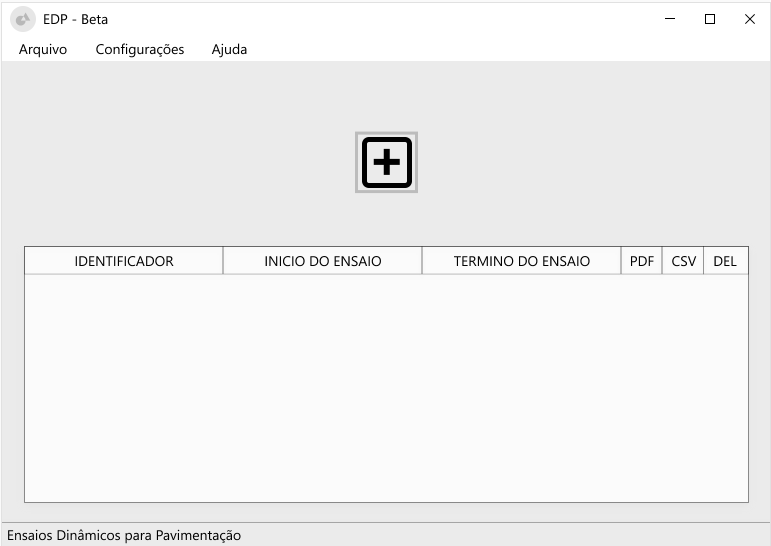 EDP - Beta
Arquivo Configurações Ajuda
IDENTIFICADOR INICIO DO ENSAIO TERMINO DO ENSAIO PDF CSV DEL
Ensaios Dinâmicos para Pavimentação